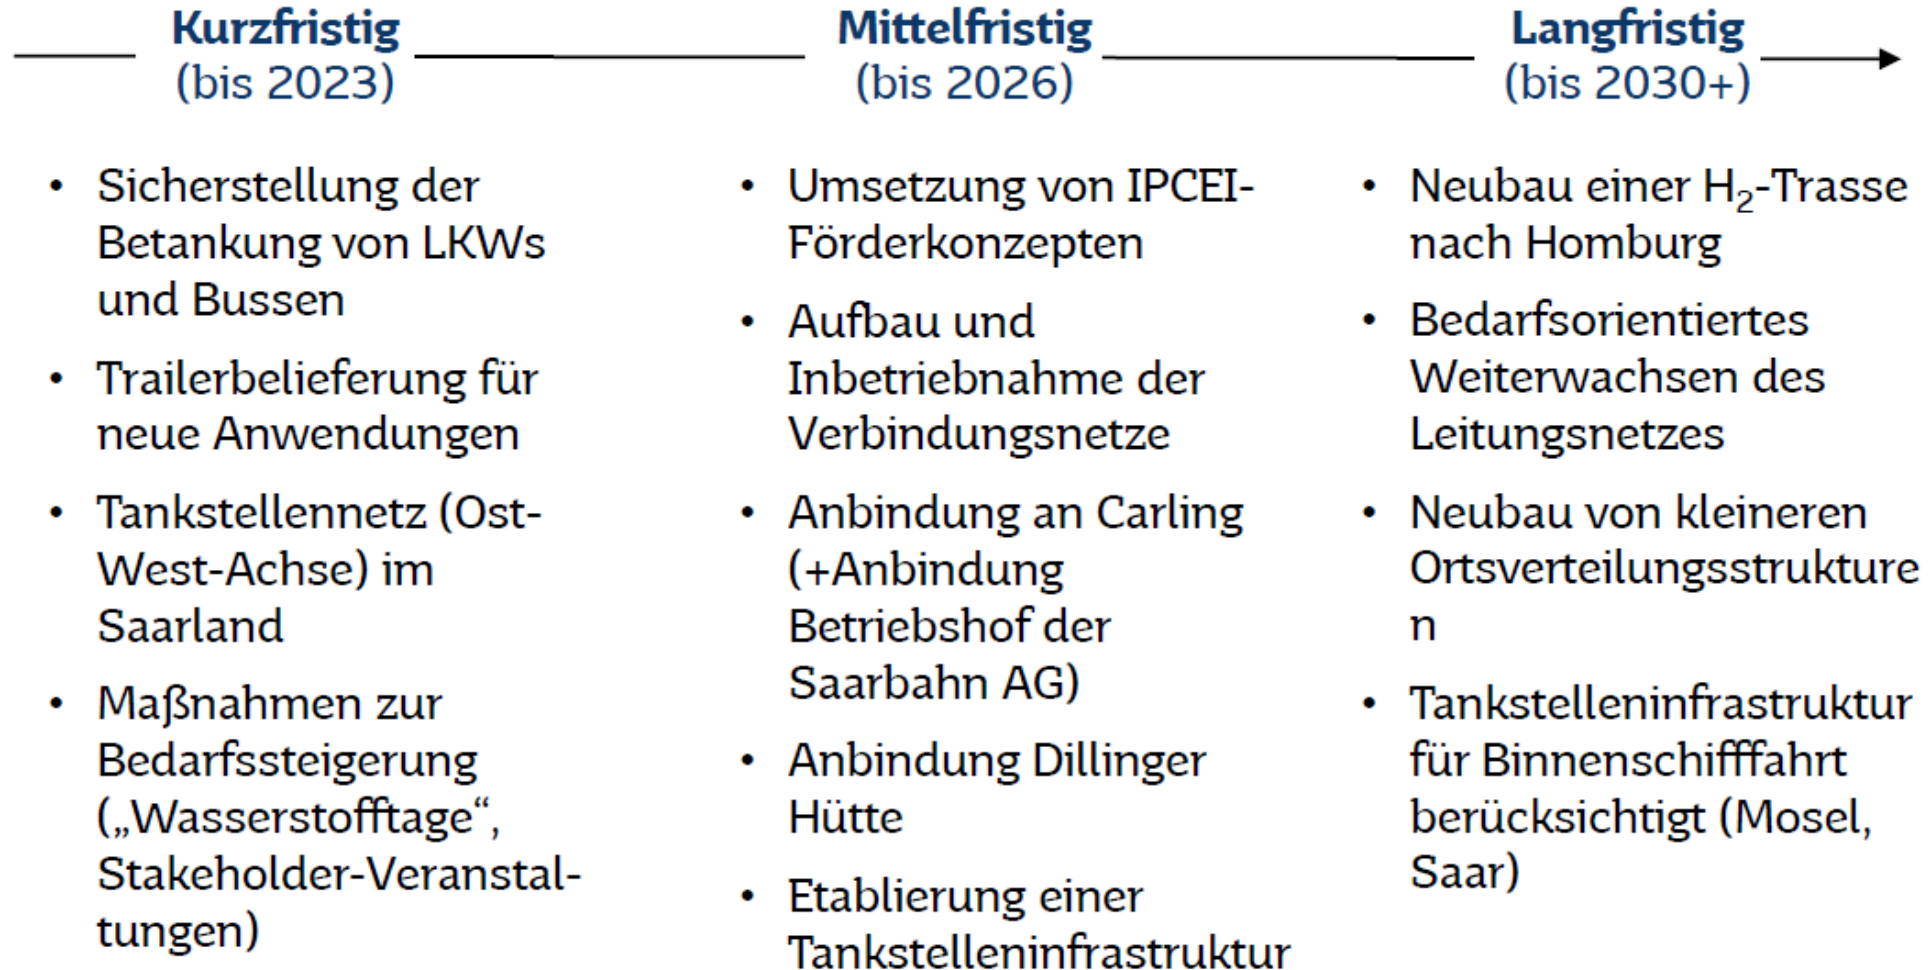 Kurzfristig
(bis 2023)
• Sicherstellung der
Betankung von LKWs
und Bussen
• Trailerbelieferung für
neue Anwendungen
• Tankstellennetz (Ost-
West-Achse) im
Saarland
• Maßnahmen zur
Bedarfssteigerung
(„Wasserstofftage“,
Stakeholder-Veranstal-
tungen)
Mittelfristig
(bis 2026)
• Umsetzung von IPCEI-
Förderkonzepten
• Aufbau und
Inbetriebnahme der
Verbindungsnetze
• Anbindung an Carling
(+Anbindung
Betriebshof der
Saarbahn AG)
• Anbindung Dillinger
Hütte
• Etablierung einer
Tankstelleninfrastruktur
Langfristig
(bis 2030+)
• Neubau einer H₂-Trasse
nach Homburg
• Bedarfsorientiertes
Weiterwachsen des
Leitungsnetzes
• Neubau von kleineren
Ortsverteilungsstrukture
n
• Tankstelleninfrastruktur
für Binnenschifffahrt
berücksichtigt (Mosel,
Saar)